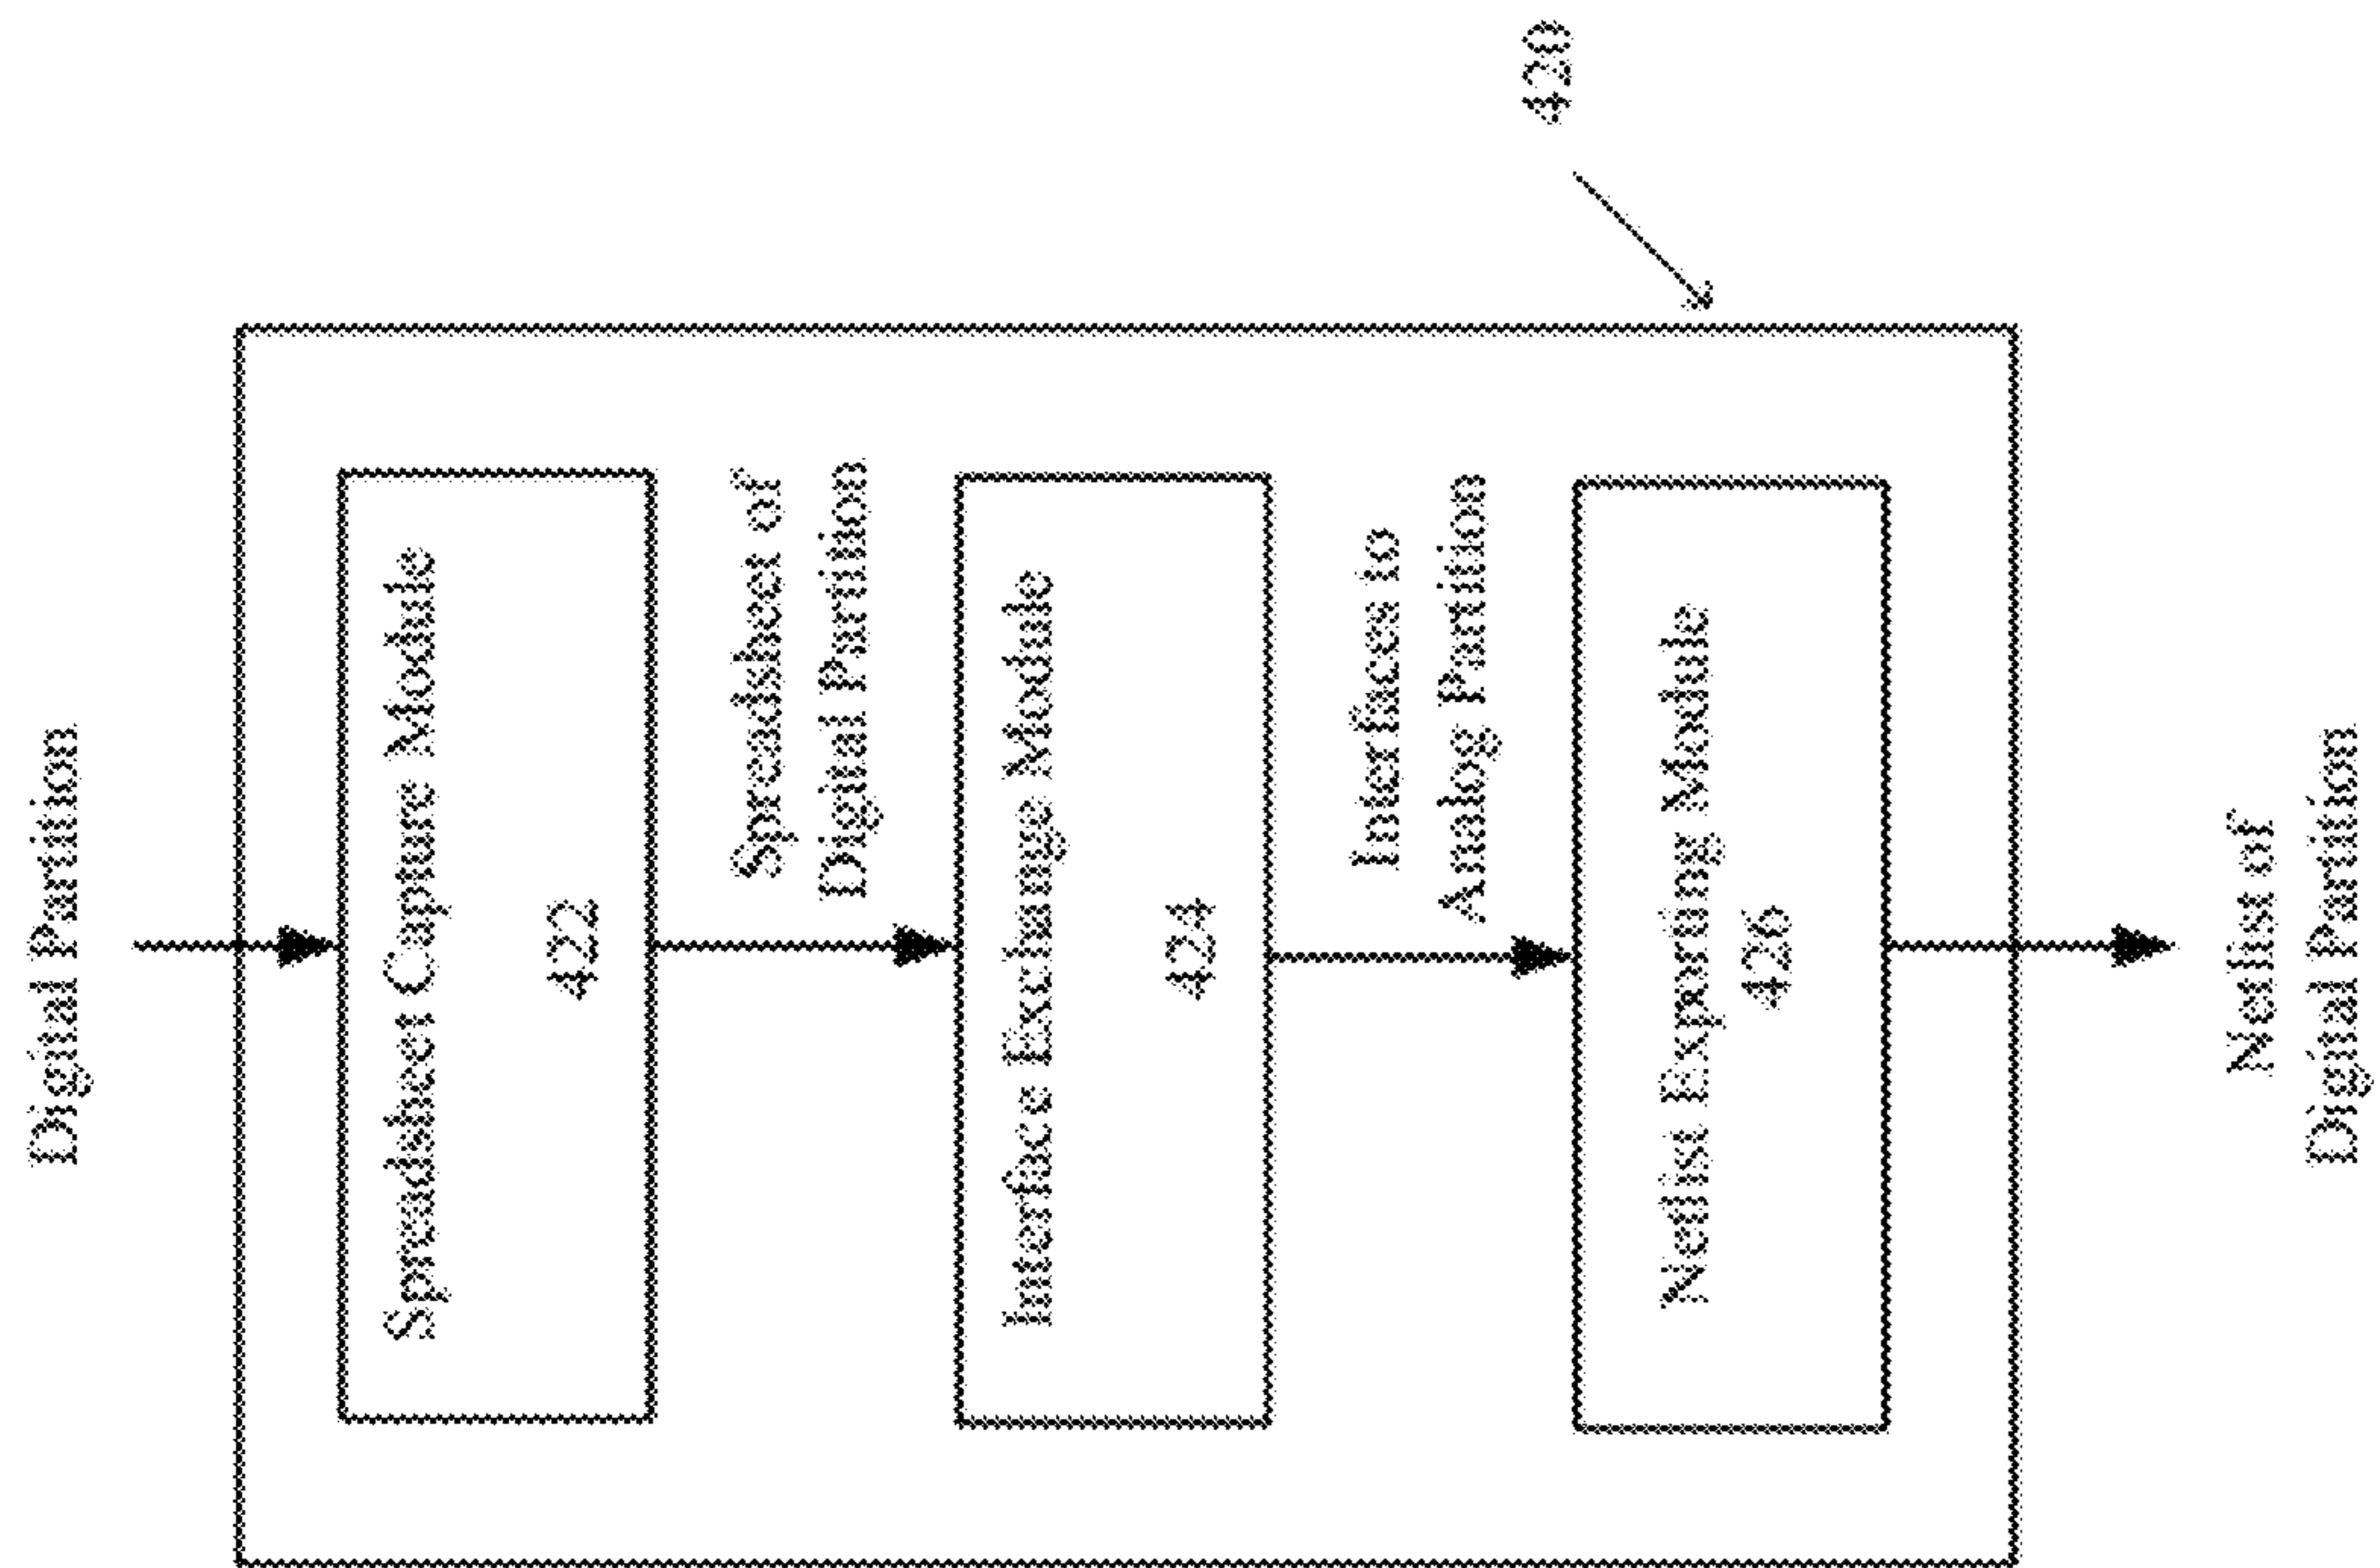 Digital Partition
Spreadsheet Capture Module
422
Spreadsheet of
Digital Partition
Interface Exchange Module
424
Interfaces to
Analog Partition
Netlist Exporting Module
426
Netlist of
Digital Partition
420